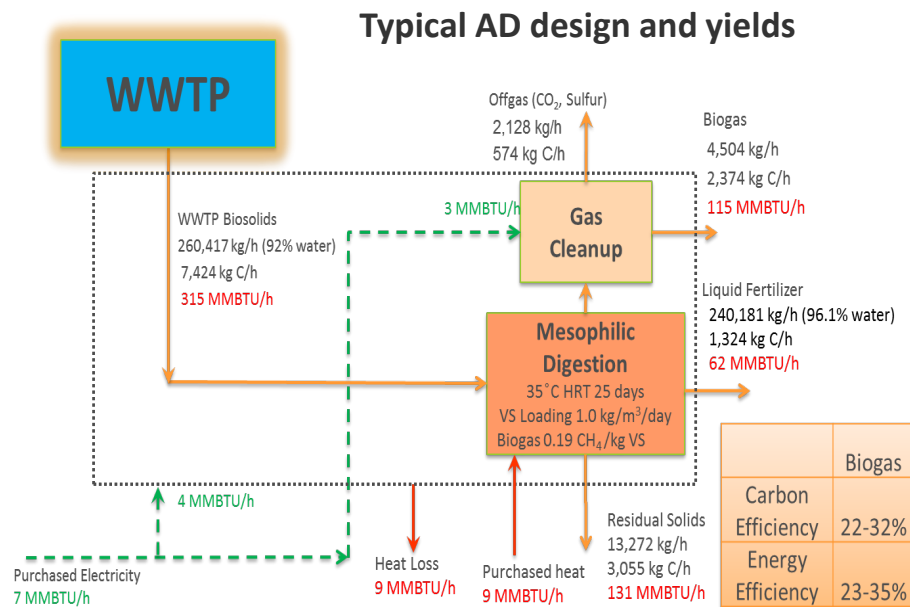 Typical AD design and yields
WWTP
Offgas (CO₂, Sulfur)
2,128 kg/h
574 kg C/h
Biogas
4,504 kg/h
2,374 kg C/h
115 MMBTU/h
3 MMBTU/h
Gas
Cleanup
WWTP Biosolids
260,417 kg/h (92% water)
7,424 kg C/h
315 MMBTU/h
Liquid Fertilizer
240,181 kg/h (96.1% water)
1,324 kg C/h
62 MMBTU/h
Mesophilic
Digestion
35°C HRT 25 days
VS Loading 1.0 kg/m³/day
Biogas 0.19 CH₄/kg VS
4 MMBTU/h
Purchased Electricity
7 MMBTU/h
Heat Loss
9 MMBTU/h
Purchased heat
9 MMBTU/h
Residual Solids
13,272 kg/h
3,055 kg C/h
131 MMBTU/h
Biogas
Carbon
Efficiency 22-32%
Energy
Efficiency 23-35%